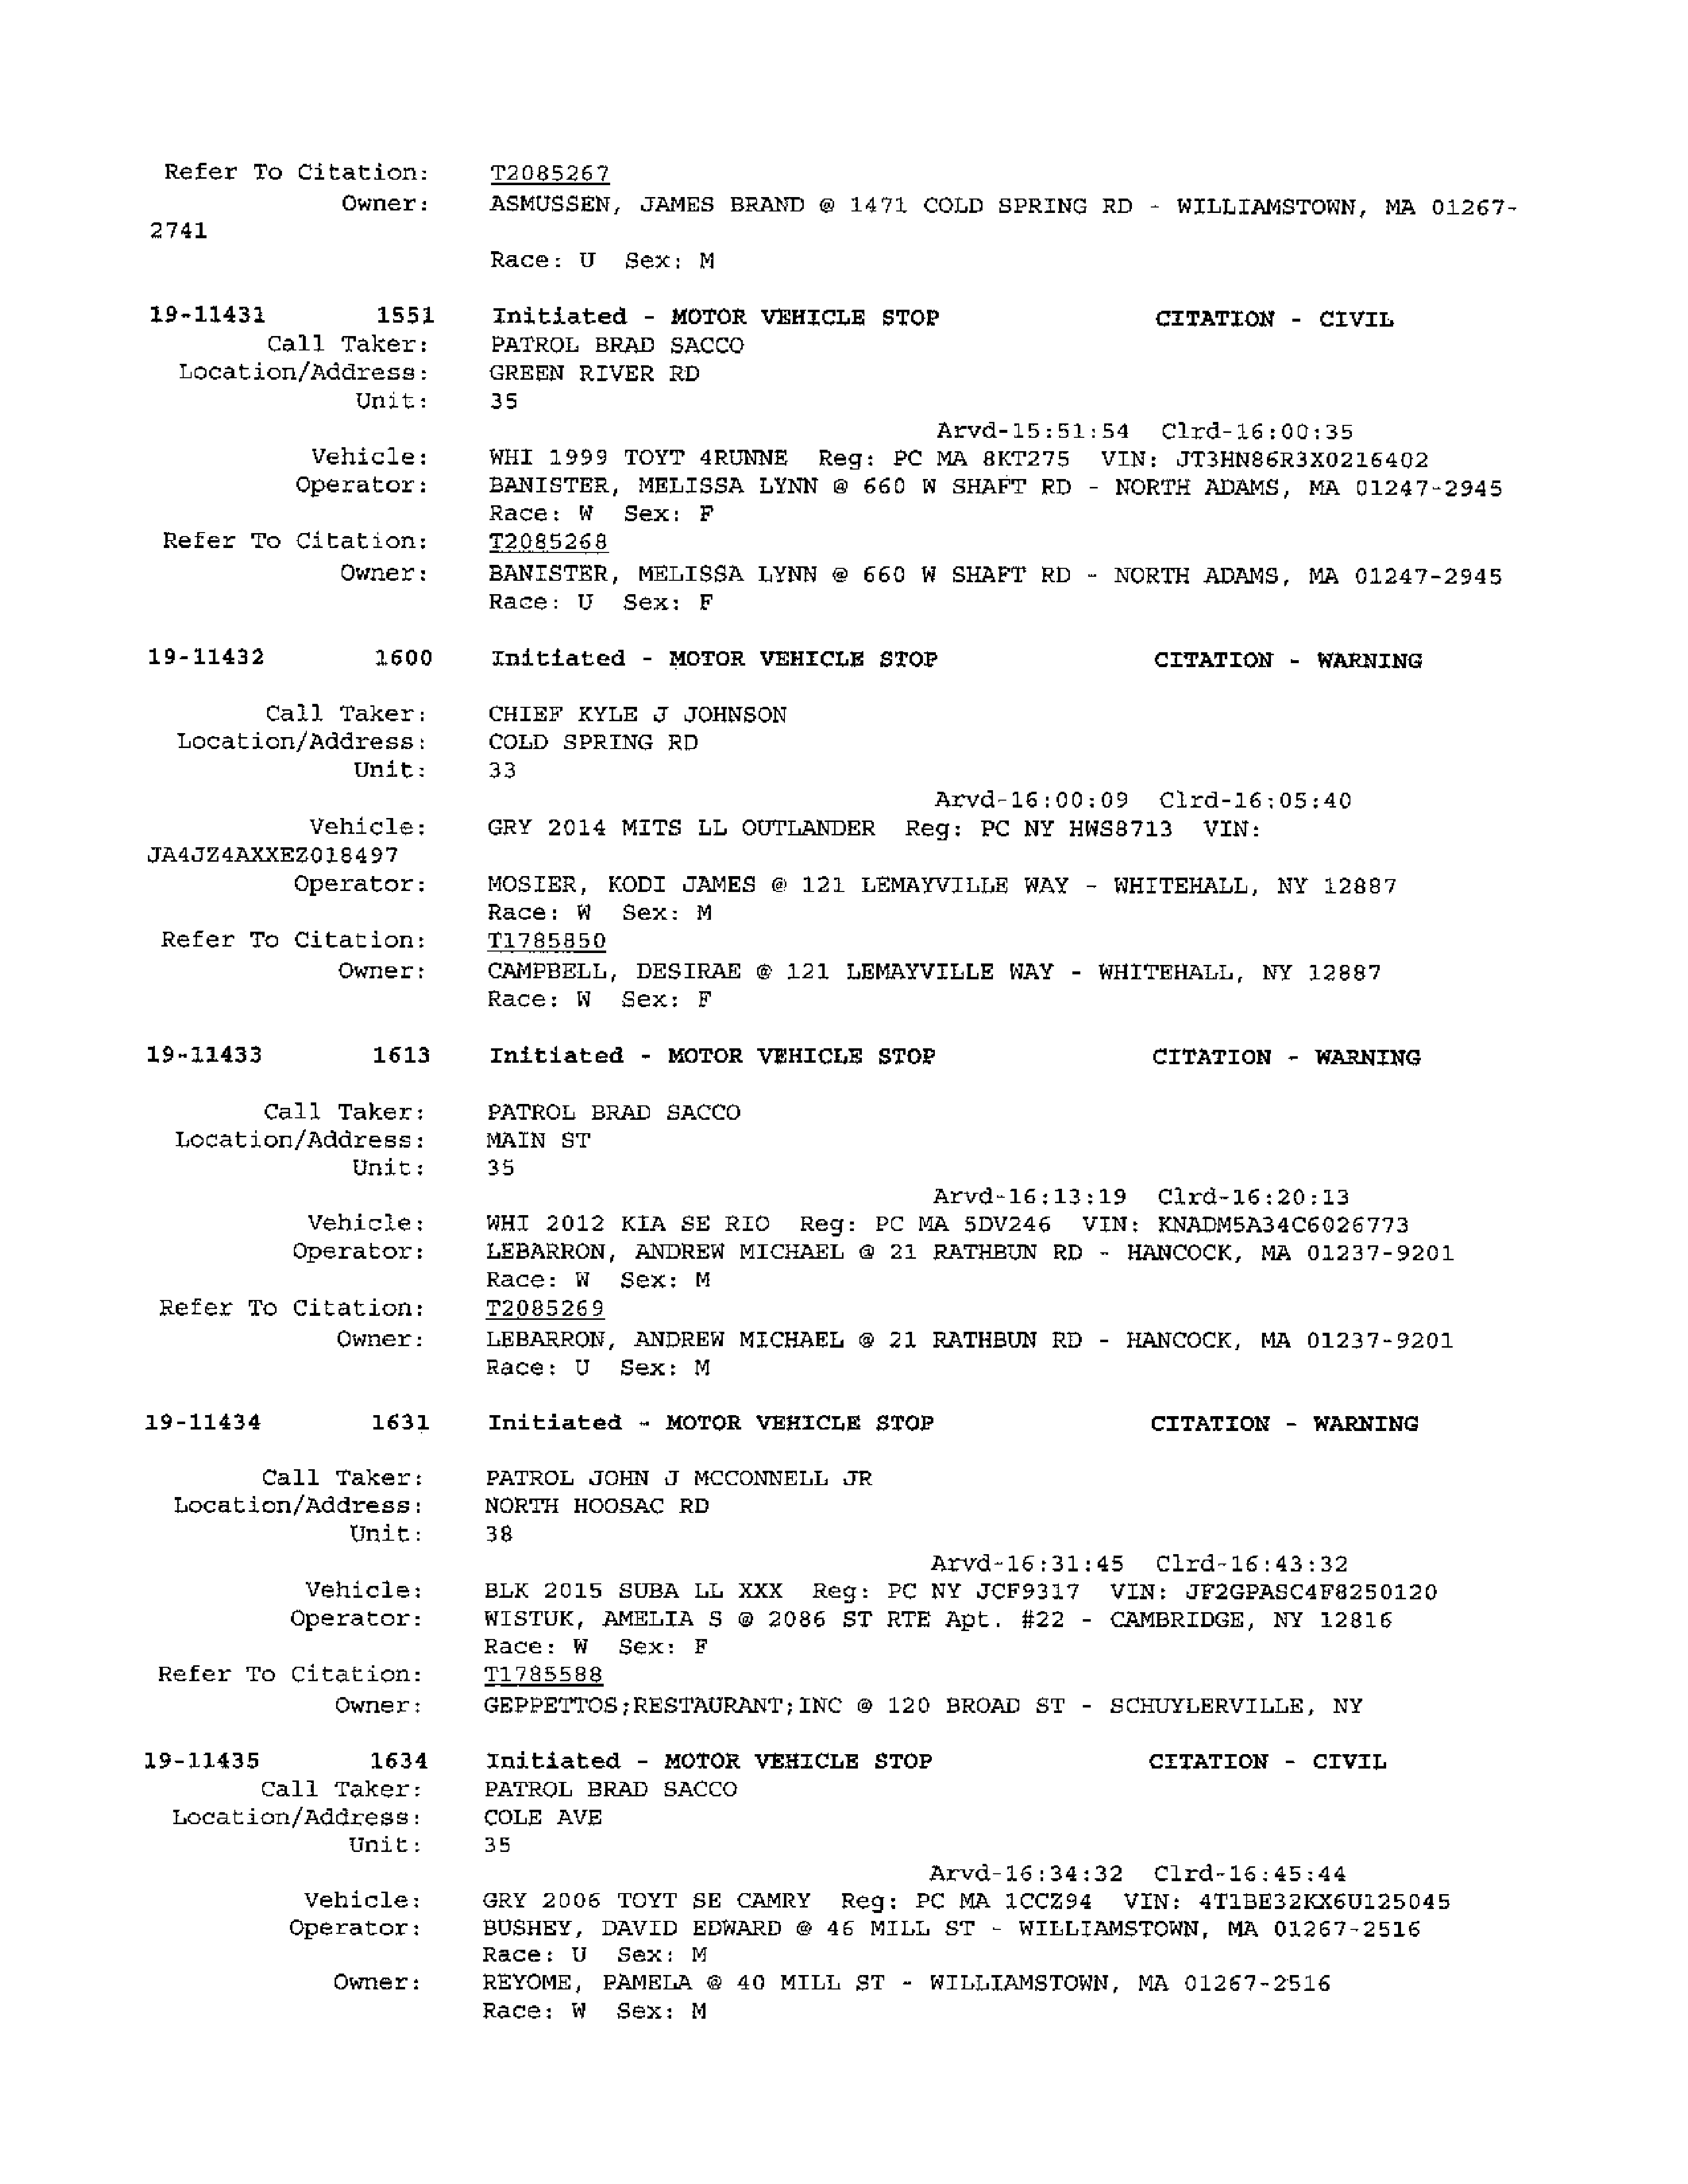 Refer To Citation: T2085267
Owner: ASMUSSEN, JAMES BRAND @ 1471 COLD SPRING RD - WILLIAMSTOWN, MA 01267-
2741
Race: U Sex: M
19-11431 1551 Initiated - MOTOR VEHICLE STOP CITATION - CIVIL
Call Taker: PATROL BRAD SACCO
Location/Address: GREEN RIVER RD
Unit: 35
Arvd-15:51:54 Clrd-16:00:35
Vehicle: WHI 1999 TOYT 4RUNNE Reg: PC MA 8KT275 VIN: JT3HN86R3X0216402
Operator: BANISTER, MELISSA LYNN @ 660 W SHAFT RD - NORTH ADAMS, MA 01247-2945
Race: W Sex: F
Refer To Citation: T2085268
Owner: BANISTER, MELISSA LYNN @ 660 W SHAFT RD - NORTH ADAMS, MA 01247-2945
Race: U Sex: F
19-11432 1600 Initiated - MOTOR VEHICLE STOP CITATION - WARNING
Call Taker: CHIEF KYLE J JOHNSON
Location/Address: COLD SPRING RD
Unit: 33
Arvd-16:00:09 Clrd-16:05:40
Vehicle: GRY 2014 MITS LL OUTLANDER Reg: PC NY HWS8713 VIN:
JA4JZ4AXXEZ018497
Operator: MOSIER, KODI JAMES @ 121 LEMAYVILLE WAY - WHITEHALL, NY 12887
Race: W Sex: M
Refer To Citation: T1785850
Owner: CAMPBELL, DESIRAE @ 121 LEMAYVILLE WAY - WHITEHALL, NY 12887
Race: W Sex: F
19-11433 1613 Initiated - MOTOR VEHICLE STOP CITATION - WARNING
Call Taker: PATROL BRAD SACCO
Location/Address: MAIN ST
Unit: 35
Arvd-16:13:19 Clrd-16:20:13
Vehicle: WHI 2012 KIA SE RIO Reg: PC MA 5DV246 VIN: KNADM5A34C6026773
Operator: LEBARRON, ANDREW MICHAEL @ 21 RATHBUN RD - HANCOCK, MA 01237-9201
Race: W Sex: M
Refer To Citation: T2085269
Owner: LEBARRON, ANDREW MICHAEL @ 21 RATHBUN RD - HANCOCK, MA 01237-9201
Race: U Sex: M
19-11434 1631 Initiated - MOTOR VEHICLE STOP CITATION - WARNING
Call Taker: PATROL JOHN J MCCONNELL JR
Location/Address: NORTH HOOSAC RD
Unit: 38
Arvd-16:31:45 Clrd-16:43:32
Vehicle: BLK 2015 SUBA LL XXX Reg: PC NY JCF9317 VIN: JF2GPASC4F8250120
Operator: WISTUK, AMELIA S @ 2086 ST RTE Apt. #22 - CAMBRIDGE, NY 12816
Race: W Sex: F
Refer To Citation: T1785588
Owner: GEPPETTOS;RESTAURANT;INC @ 120 BROAD ST - SCHUYLERVILLE, NY
19-11435 1634 Initiated - MOTOR VEHICLE STOP CITATION - CIVIL
Call Taker: PATROL BRAD SACCO
Location/Address: COLE AVE
Unit: 35
Arvd-16:34:32 Clrd-16:45:44
Vehicle: GRY 2006 TOYT SE CAMRY Reg: PC MA 1CCZ94 VIN: 4T1BE32KX6U125045
Operator: BUSHEY, DAVID EDWARD @ 46 MILL ST - WILLIAMSTOWN, MA 01267-2516
Race: U Sex: M
Owner: REYOME, PAMELA @ 40 MILL ST - WILLIAMSTOWN, MA 01267-2516
Race: W Sex: M